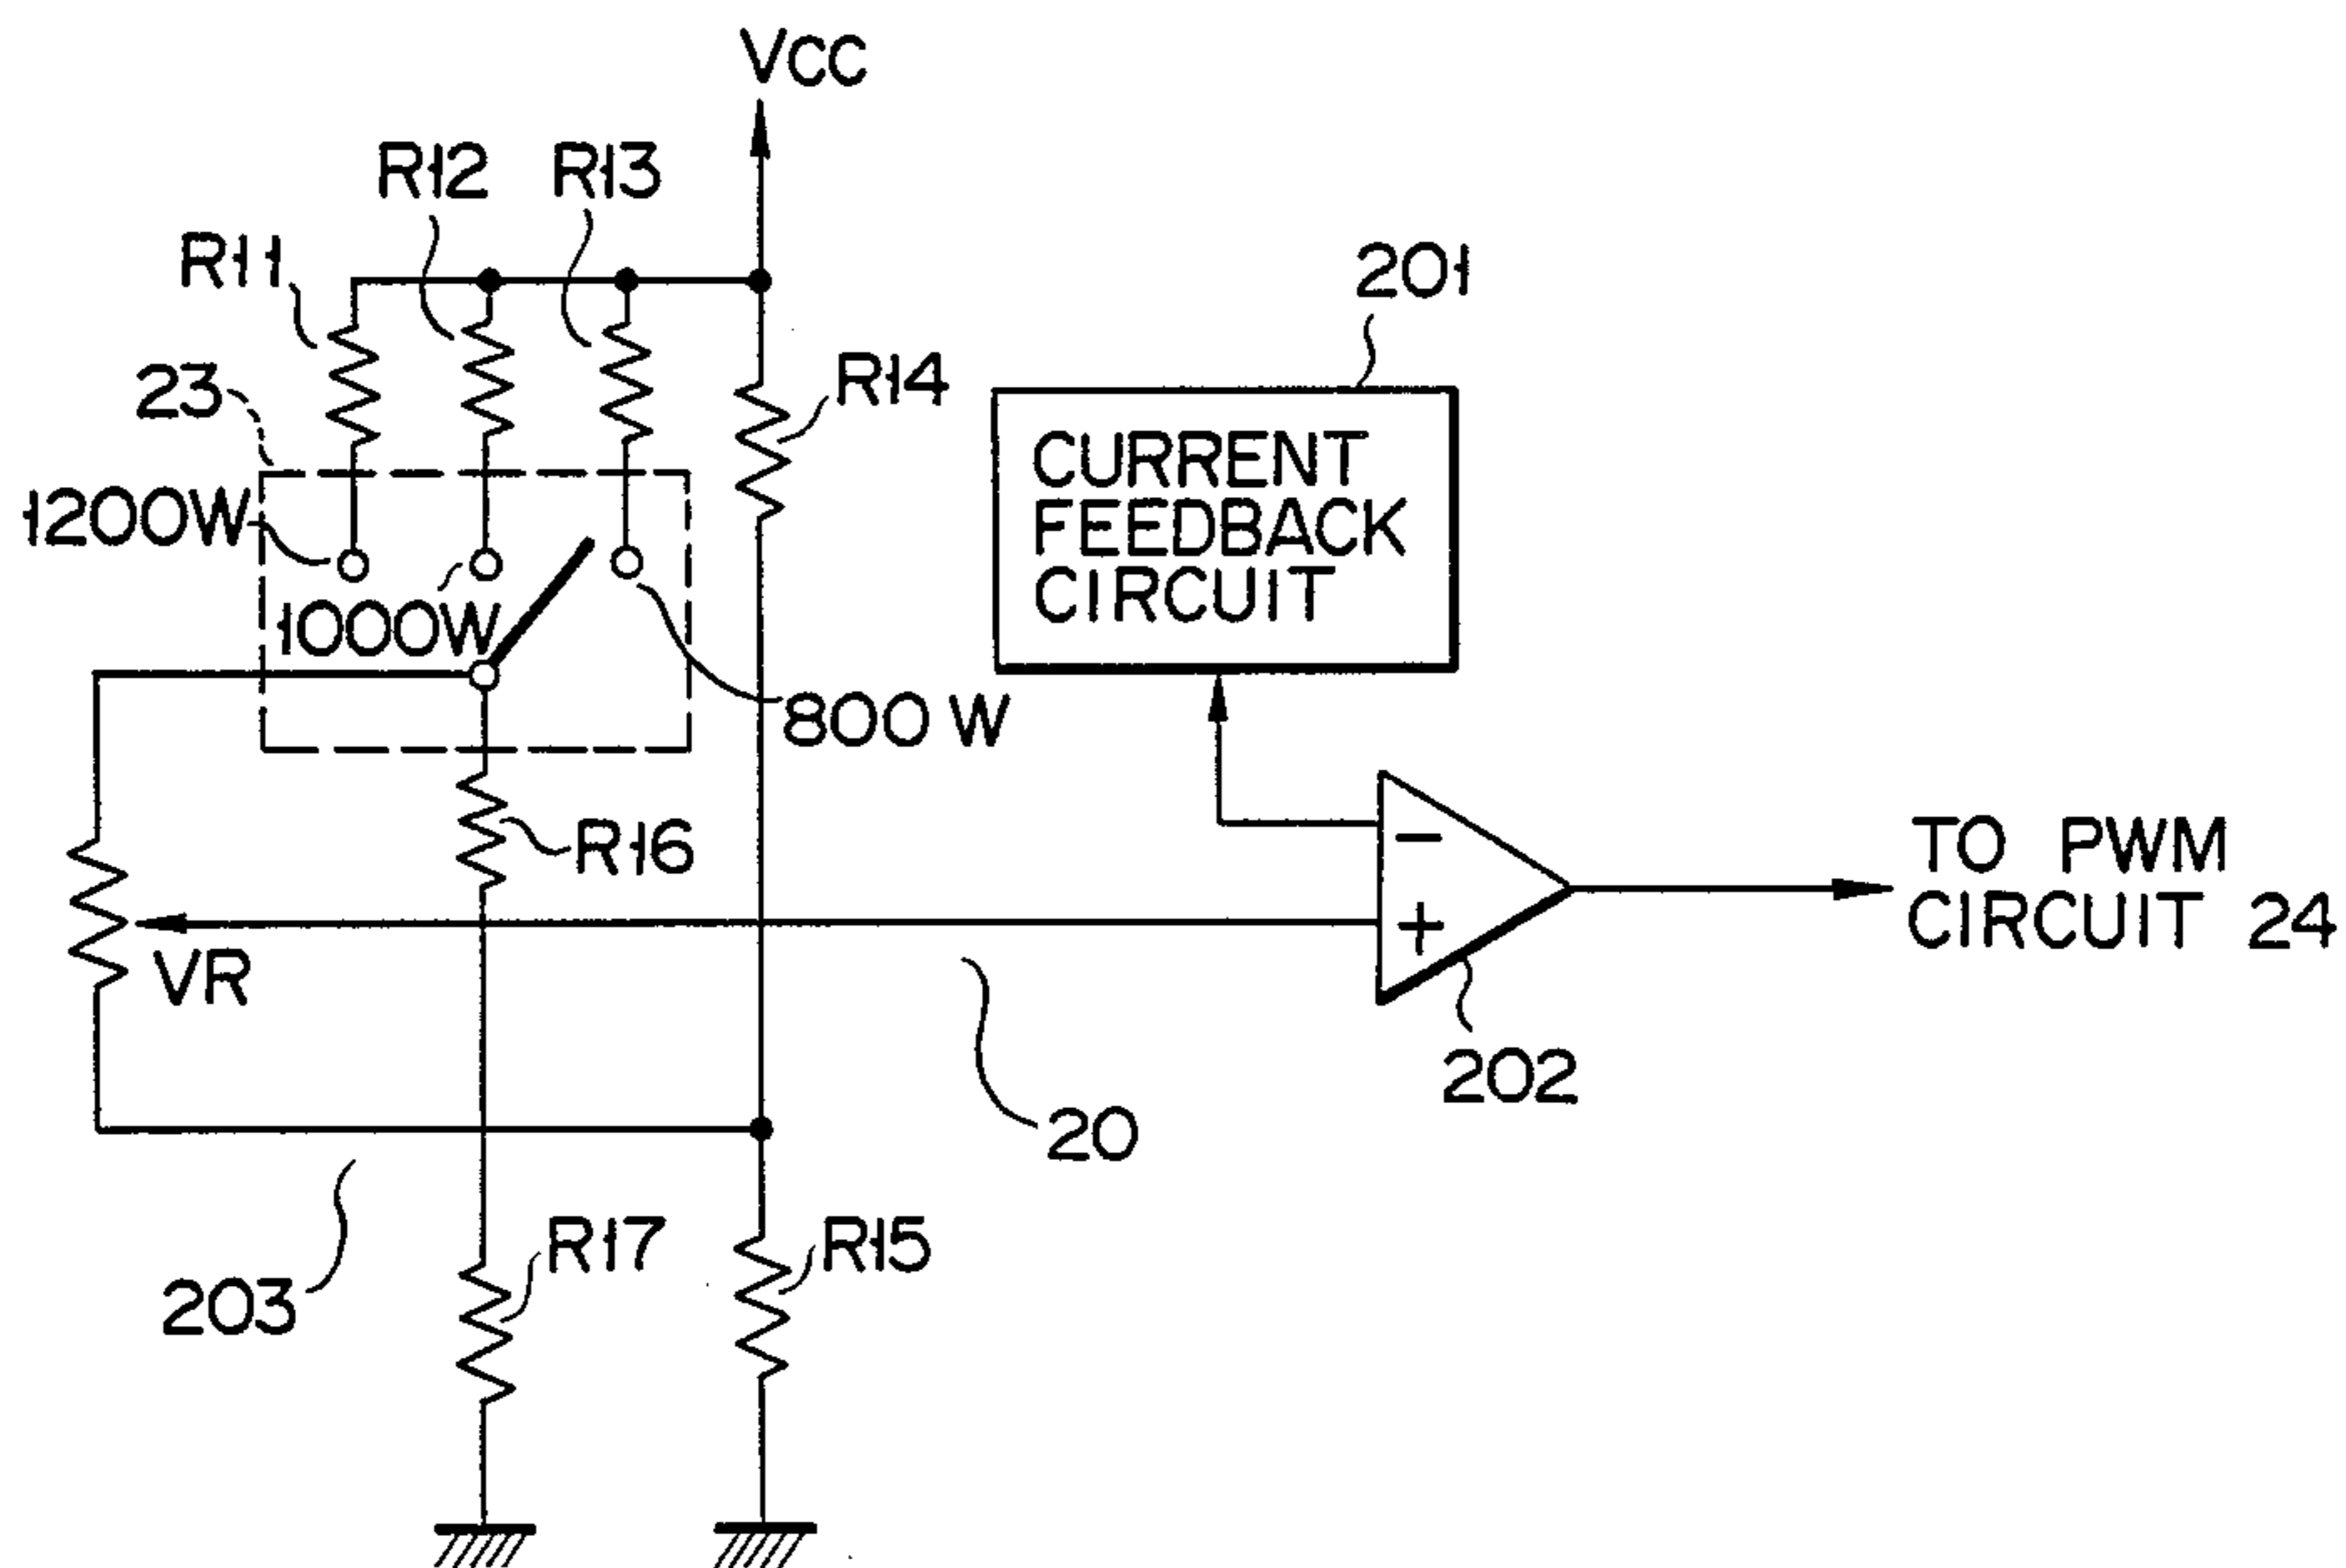 VCC
R12
R13
R11
201
23
R14
CURRENT
FEEDBACK
CIRCUIT
1200W
1000W
800 W
R16
−
+
TO PWM
CIRCUIT 24
VR
202
20
R17
R15
203